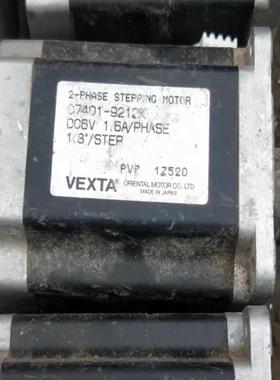 2-PHASE STEPPING MOTOR
C7401-9212K
DC6V 1.6A/PHASE
1.8°/STEP
PVP 1Z520
VEXTA® ORIENTAL MOTOR CO., LTD.
MADE IN JAPAN